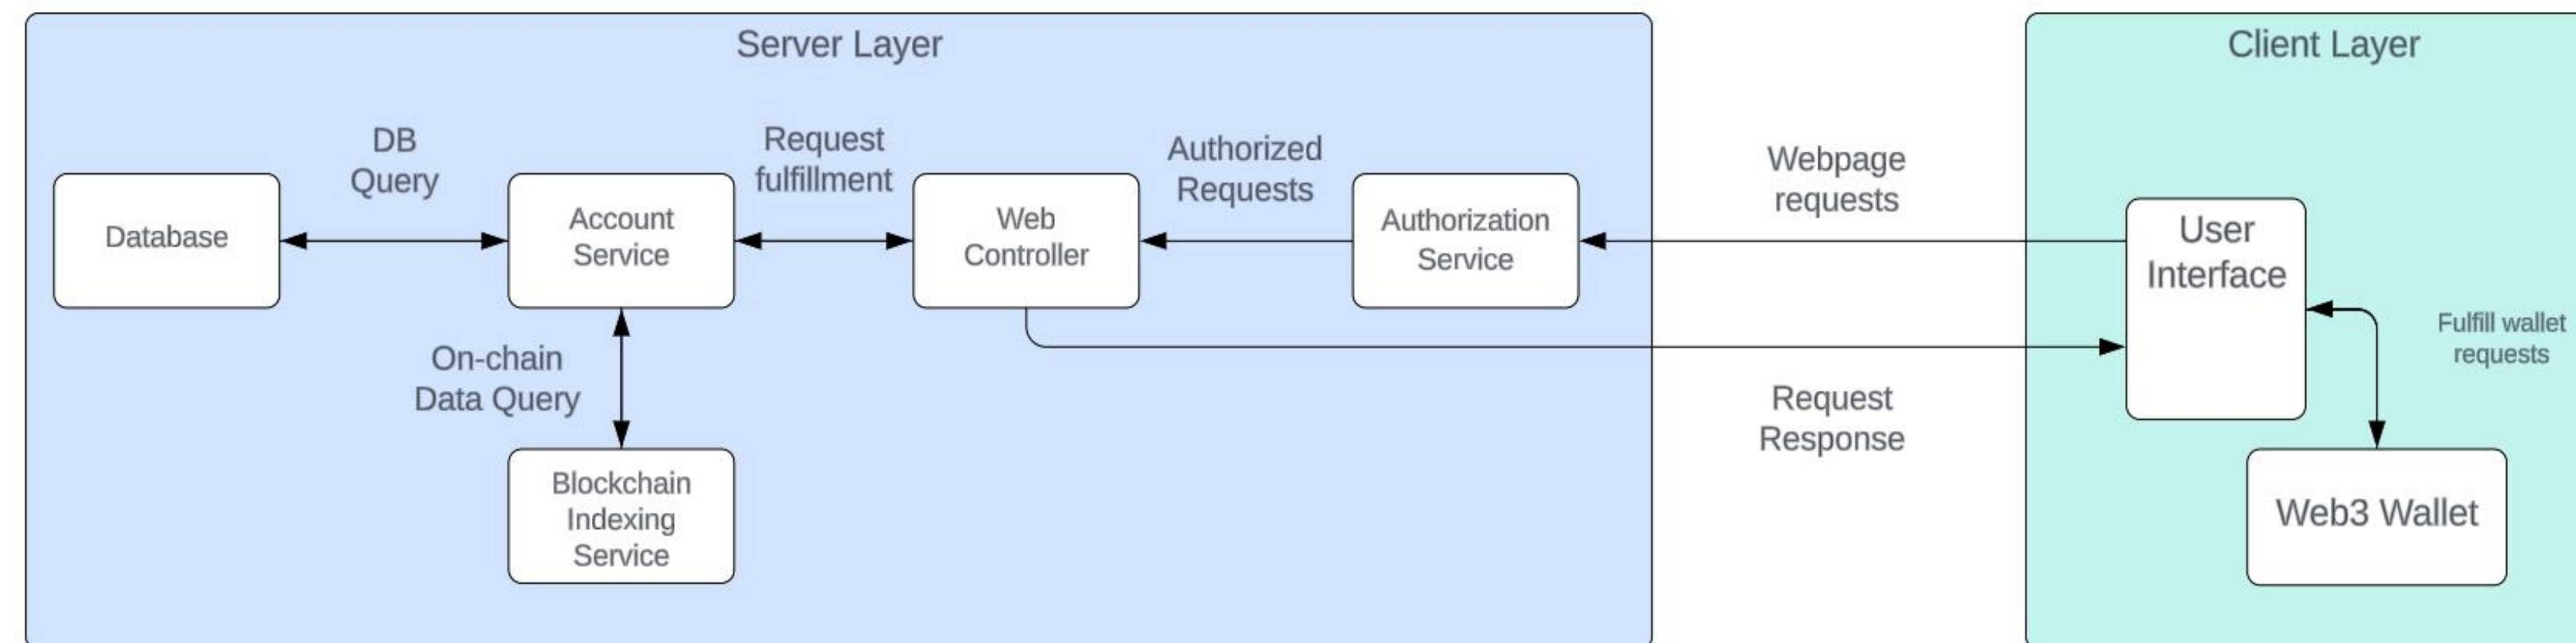 Server Layer
Client Layer
DB
Query
Request
fulfillment
Authorized
Requests
Webpage
requests
Database
Account
Service
Web
Controller
Authorization
Service
User
Interface
On-chain
Data Query
Request
Response
Fulfill wallet
requests
Blockchain
Indexing
Service
Web3 Wallet